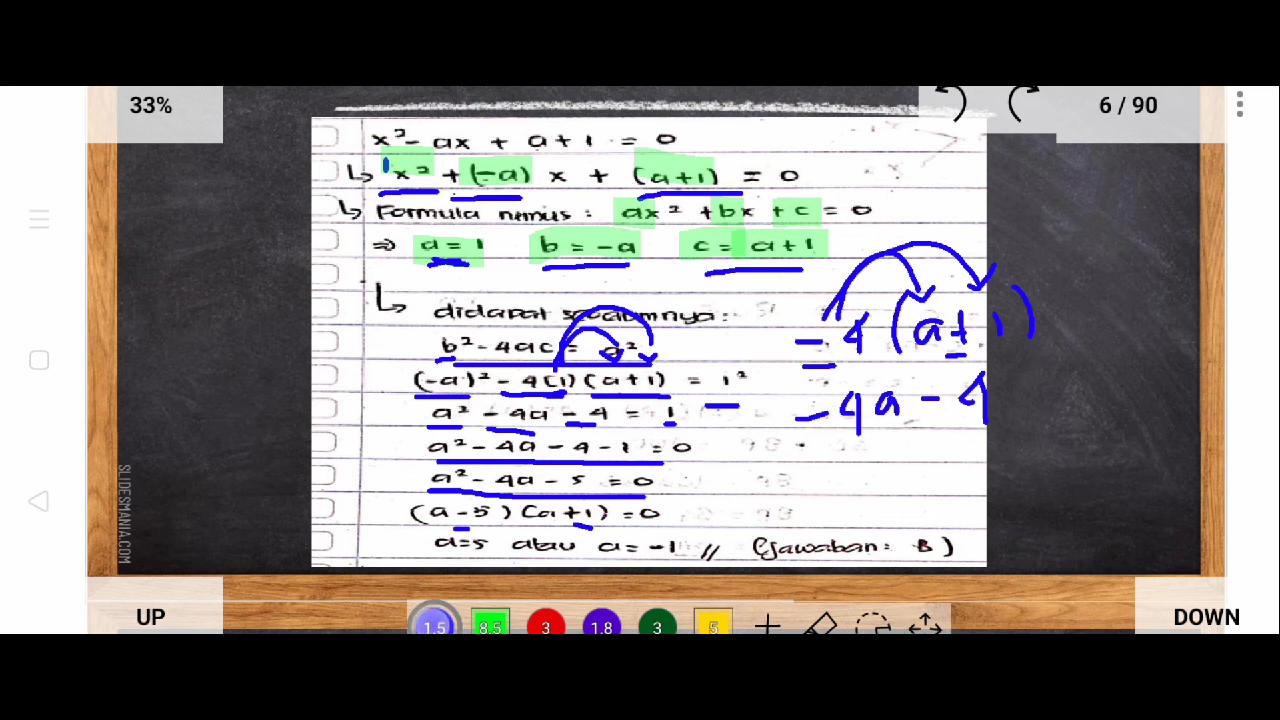 33%
6 / 90
x² - ax + a + 1 = 0
↳ 1x² + (-a) x + (a+1) = 0
↳ Formula rumus : ax² + bx + c = 0
⇒ a = 1 b = -a c = a + 1
↳ didapat sebelumnya :
b² - 4ac = a²
(-a)² - 4(1)(a+1) = 1²
a² - 4a - 4 = 1
a² - 4a - 4 - 1 = 0
a² - 4a - 5 = 0
(a - 5)(a + 1) = 0
a = 5 atau a = -1 // (Jawaban : B)
-4(a+1)
-4a - 4
SLIDESMANIA.COM
UP
1.5 8.5 3 1.8 3 5
DOWN